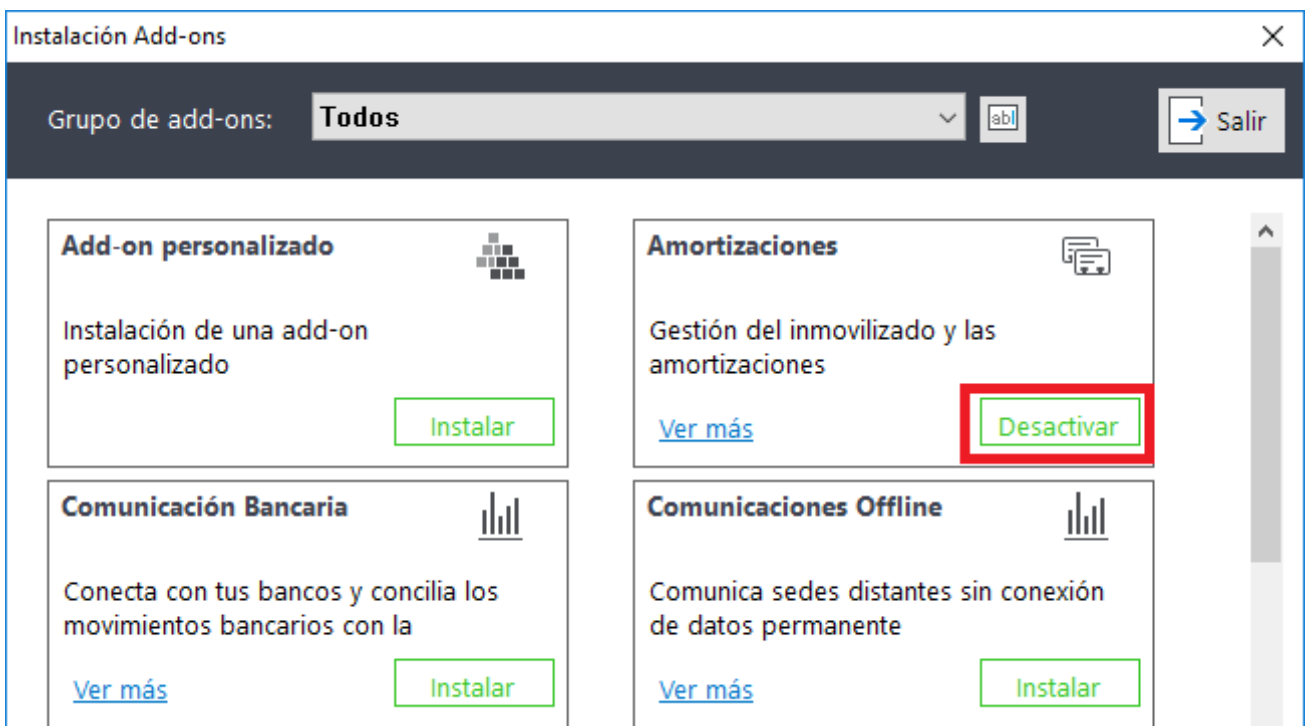 Instalación Add-ons
Grupo de add-ons:
Todos
abl
Salir
Add-on personalizado
Instalación de una add-on
personalizado
Instalar
Amortizaciones
Gestión del inmovilizado y las
amortizaciones
Ver más
Desactivar
Comunicación Bancaria
Conecta con tus bancos y concilia los
movimientos bancarios con la
Ver más
Instalar
Comunicaciones Offline
Comunica sedes distantes sin conexión
de datos permanente
Ver más
Instalar